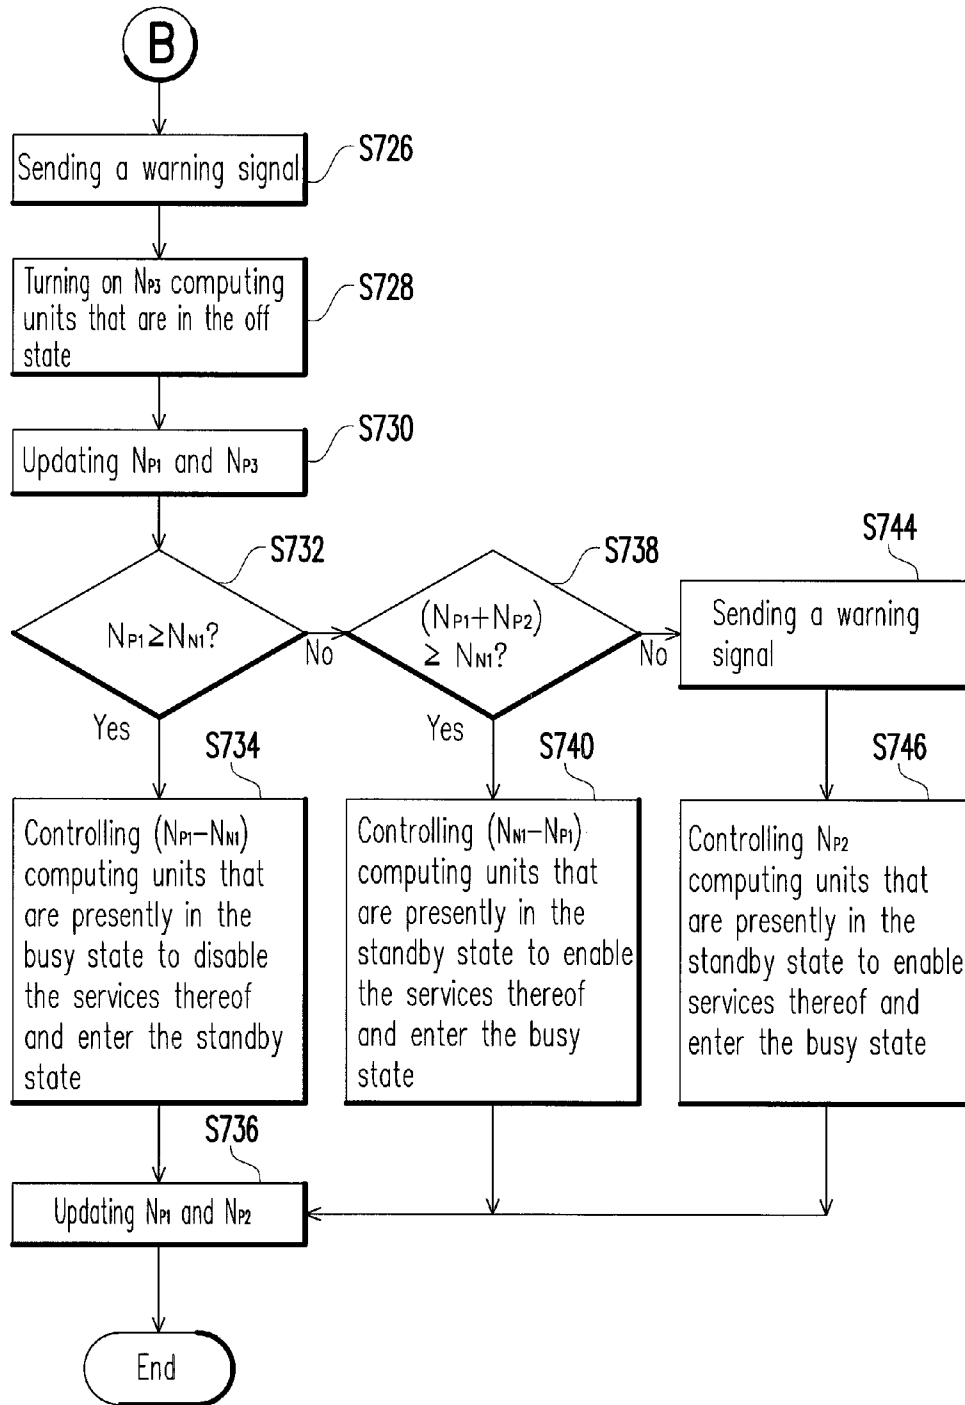 B
S726
Sending a warning signal
S728
Turning on NP3 computing
units that are in the off
state
S730
Updating NP1 and NP3
S732
NP1≥NN1?
No
Yes
S738
(NP1+NP2)
≥ NN1?
No
Yes
S744
Sending a warning
signal
S734
Controlling (NP1-NN1)
computing units that
are presently in the
busy state to disable
the services thereof
and enter the standby
state
S740
Controlling (NN1-NP1)
computing units that
are presently in the
standby state to enable
the services thereof
and enter the busy
state
S746
Controlling NP2
computing units that
are presently in the
standby state to enable
services thereof and
enter the busy state
S736
Updating NP1 and NP2
End